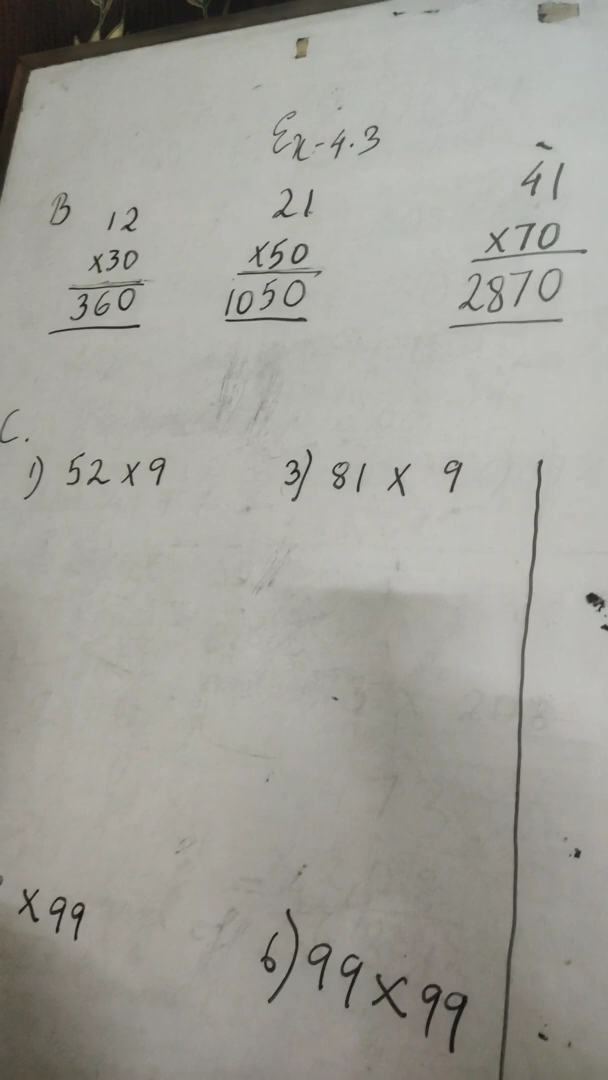 Ex-4.3
B 12 21 41
x30 x50 x70
360 1050 2870
C.
1) 52 x 9 3) 81 x 9
x 99
6) 99 x 99